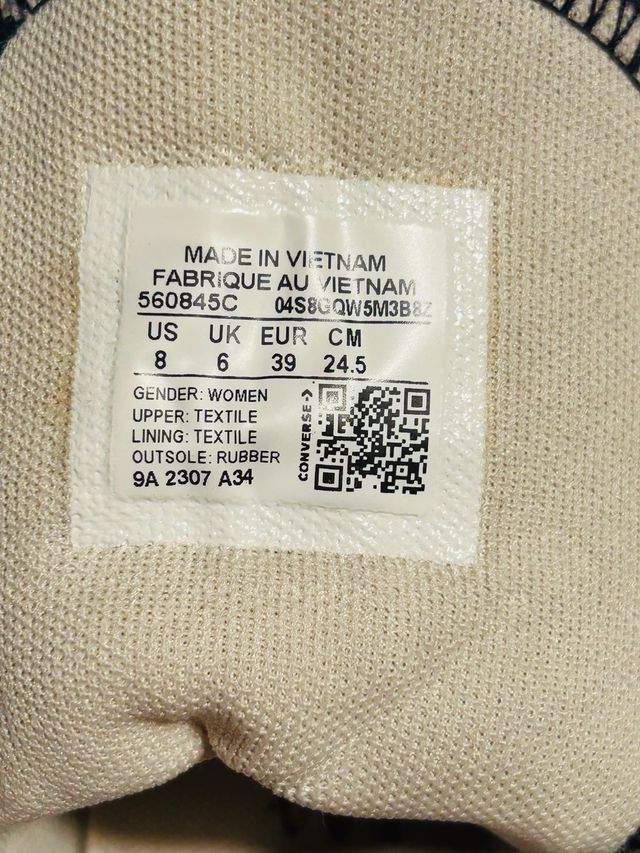 MADE IN VIETNAM
FABRIQUE AU VIETNAM
560845C 04S8GQW5M3B8Z
US UK EUR CM
8 6 39 24.5
GENDER: WOMEN
UPPER: TEXTILE
LINING: TEXTILE
OUTSOLE: RUBBER
9A 2307 A34
CONVERSE->